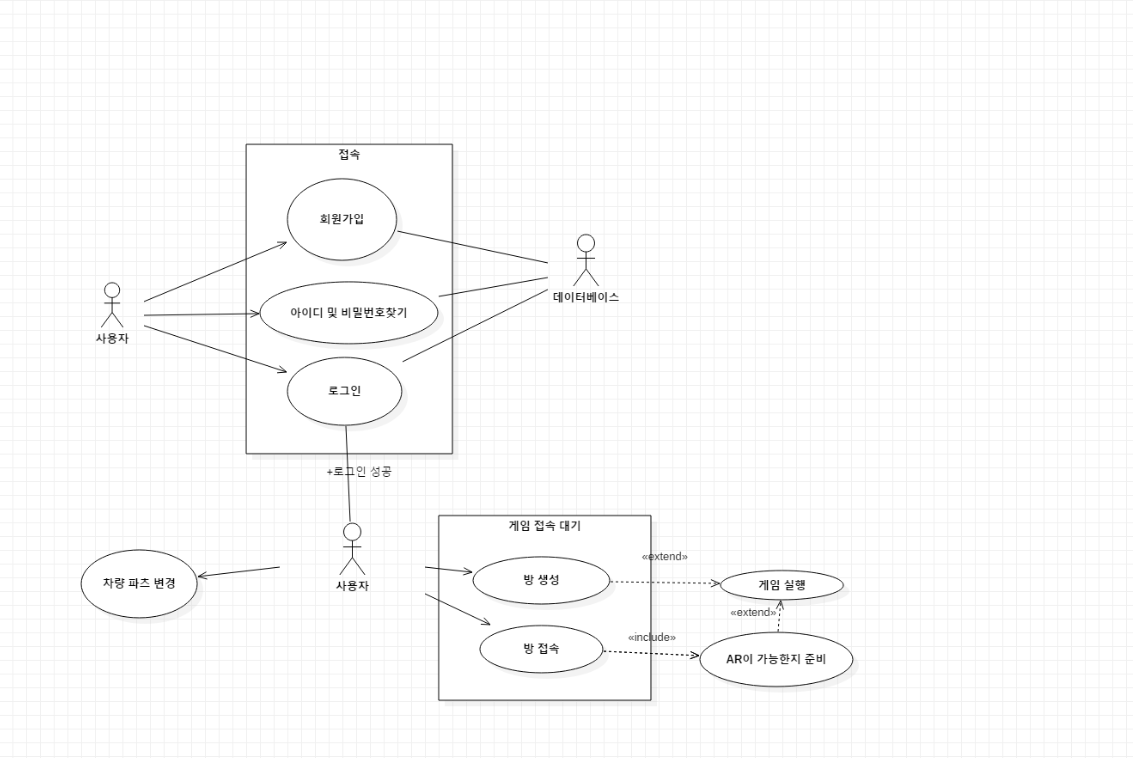 접속
회원가입
아이디 및 비밀번호찾기
로그인
사용자
데이터베이스
+로그인 성공
사용자
차량 파츠 변경
게임 접속 대기
방 생성
방 접속
«extend»
게임 실행
«extend»
«include»
AR이 가능한지 준비